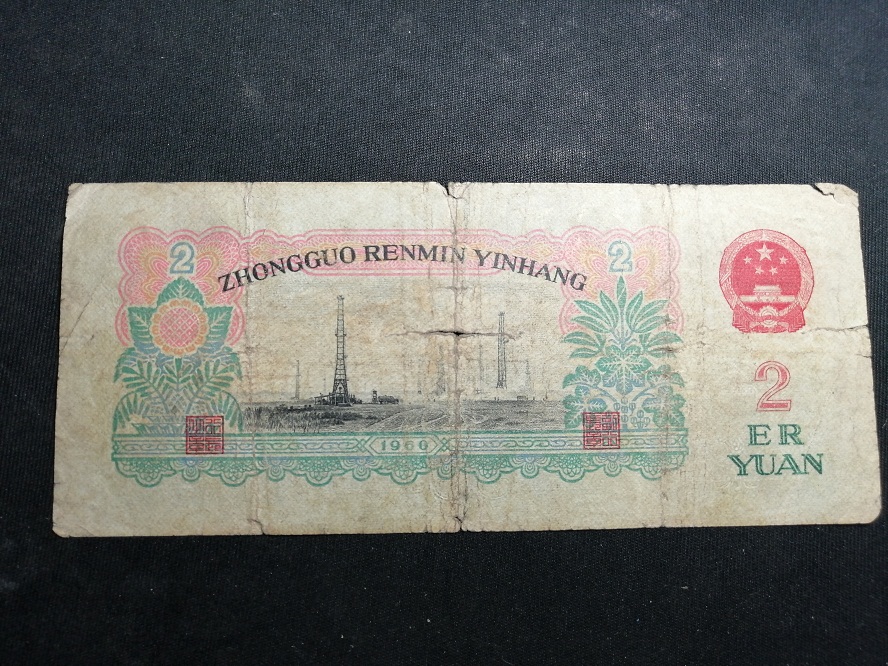 2
ZHONGGUO RENMIN YINHANG
2
1960
2
ER
YUAN